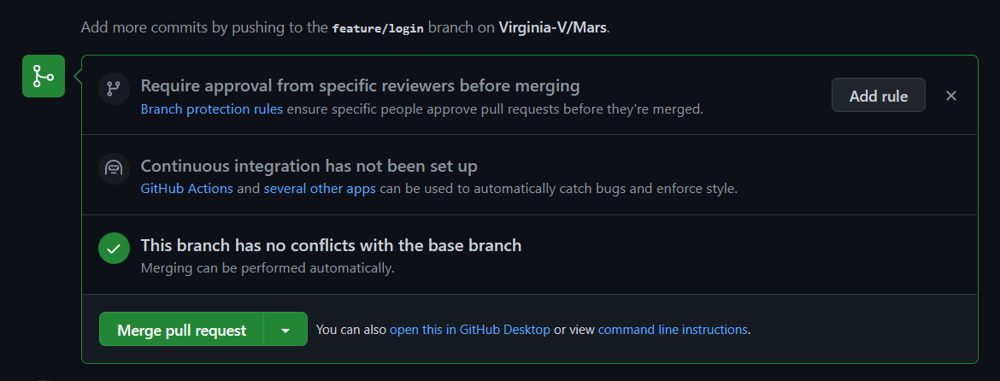 Add more commits by pushing to the feature/login branch on Virginia-V/Mars.
Require approval from specific reviewers before merging
Branch protection rules ensure specific people approve pull requests before they're merged.
Add rule
Continuous integration has not been set up
GitHub Actions and several other apps can be used to automatically catch bugs and enforce style.
This branch has no conflicts with the base branch
Merging can be performed automatically.
Merge pull request
You can also open this in GitHub Desktop or view command line instructions.